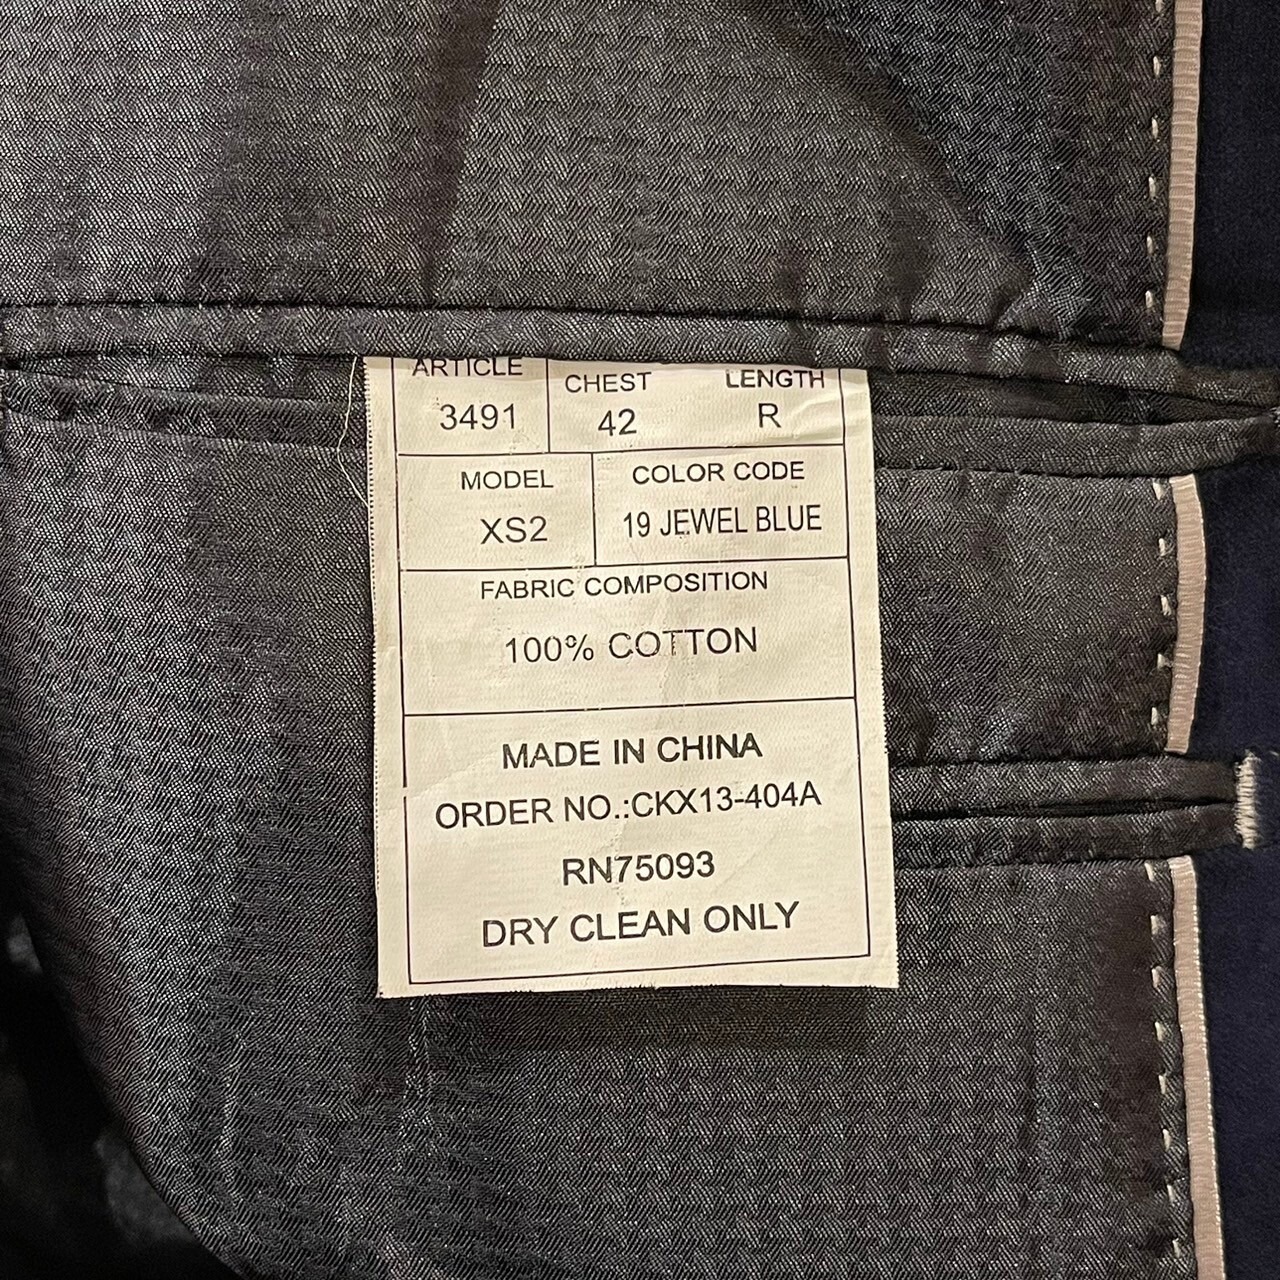 ARTICLE CHEST LENGTH
3491 42 R
MODEL COLOR CODE
XS2 19 JEWEL BLUE
FABRIC COMPOSITION
100% COTTON
MADE IN CHINA
ORDER NO.:CKX13-404A
RN75093
DRY CLEAN ONLY